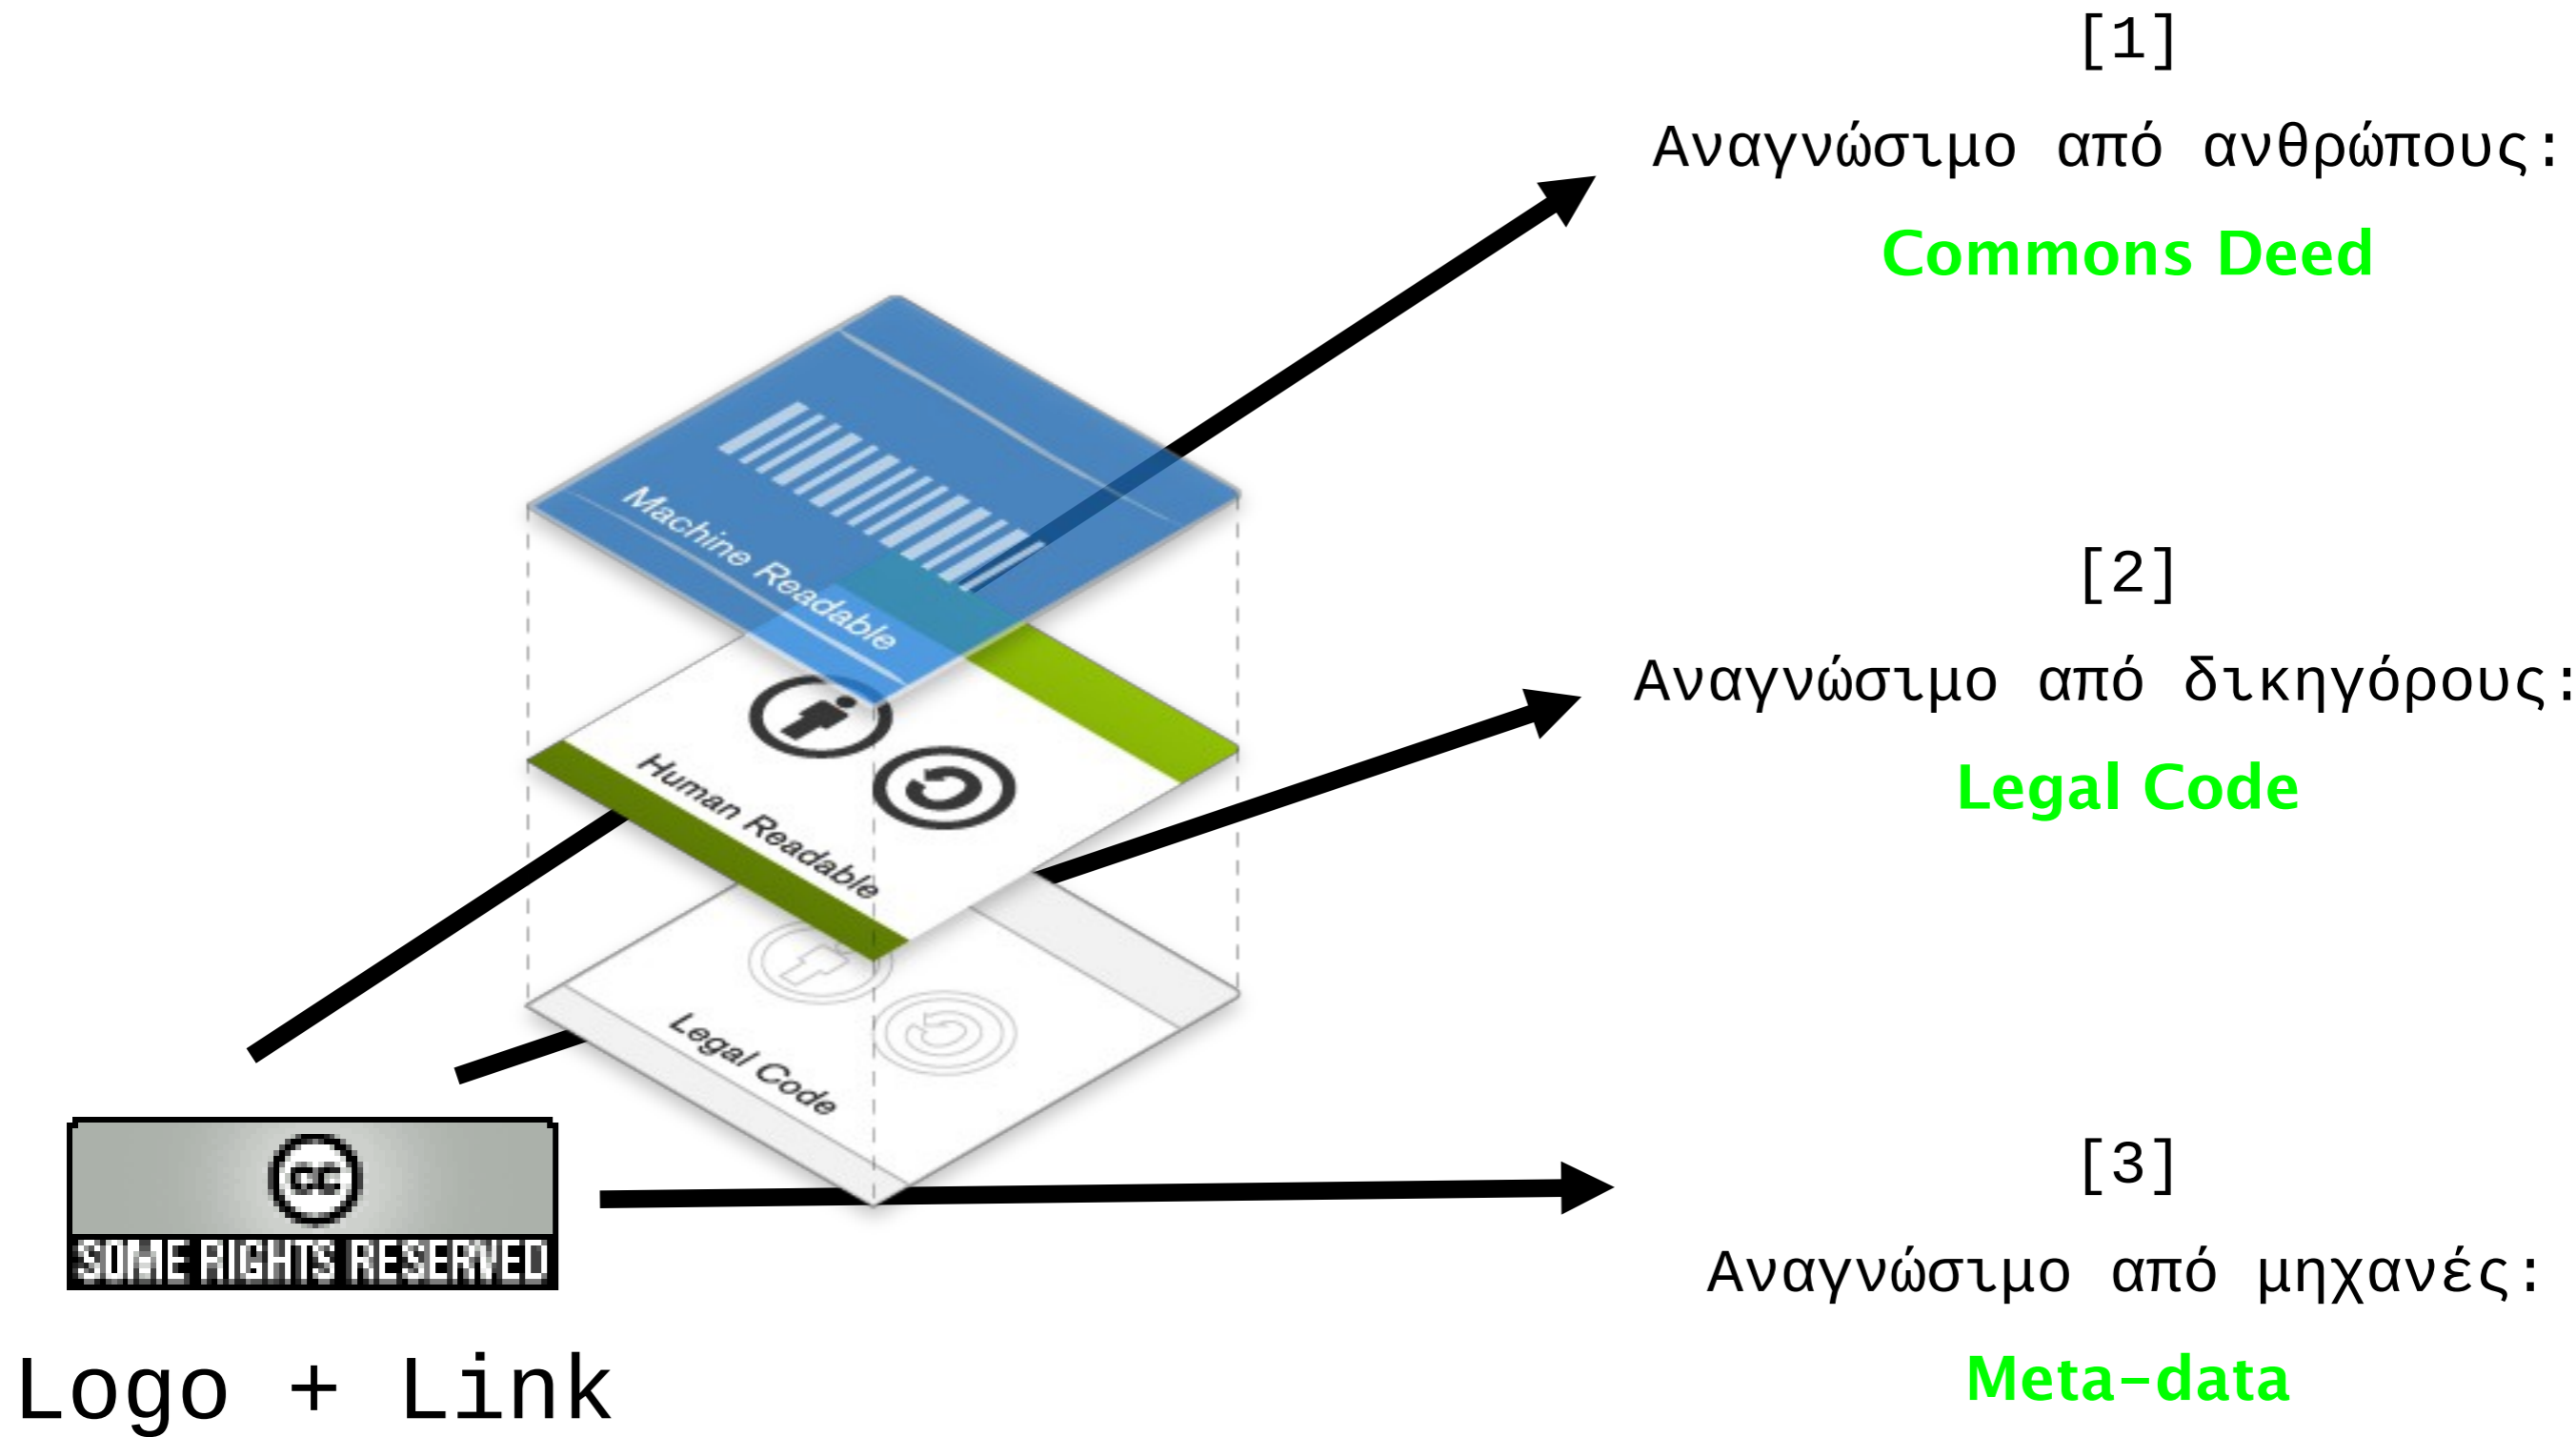 [1]
Αναγνώσιμο από ανθρώπους:
Commons Deed
Machine Readable
[2]
Αναγνώσιμο από δικηγόρους:
Legal Code
Human Readable
Legal Code
[3]
Αναγνώσιμο από μηχανές:
Meta-data
cc
SOME RIGHTS RESERVED
Logo + Link